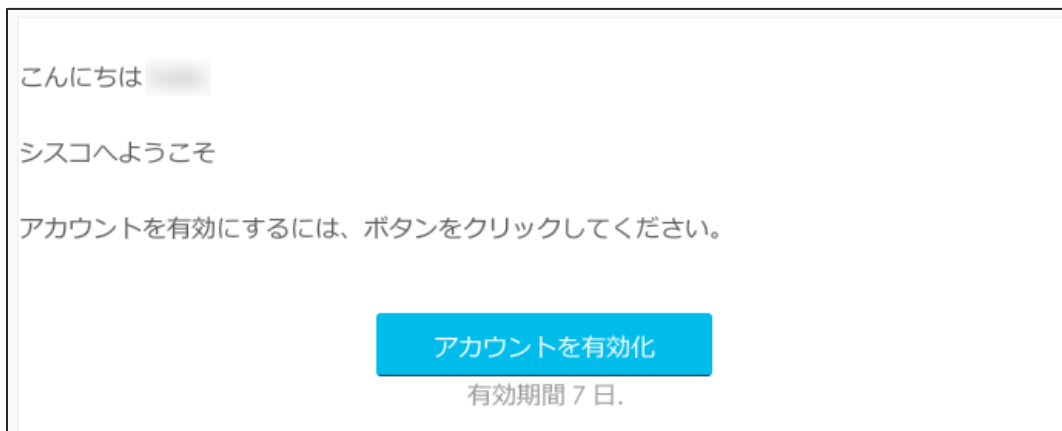 こんにちは
シスコへようこそ
アカウントを有効にするには、ボタンをクリックしてください。
アカウントを有効化
有効期間 7 日.